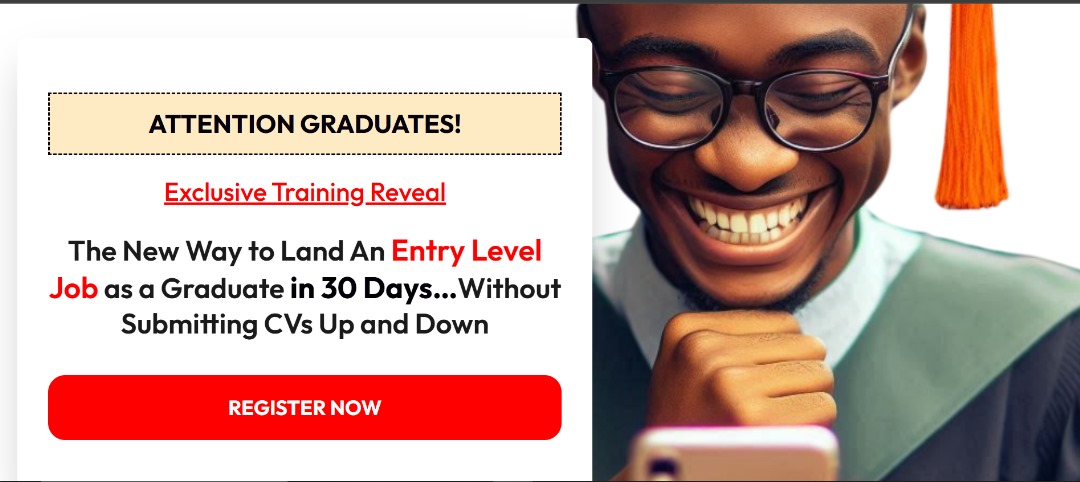 ATTENTION GRADUATES!
Exclusive Training Reveal
The New Way to Land An Entry Level
Job as a Graduate in 30 Days...Without
Submitting CVs Up and Down
REGISTER NOW